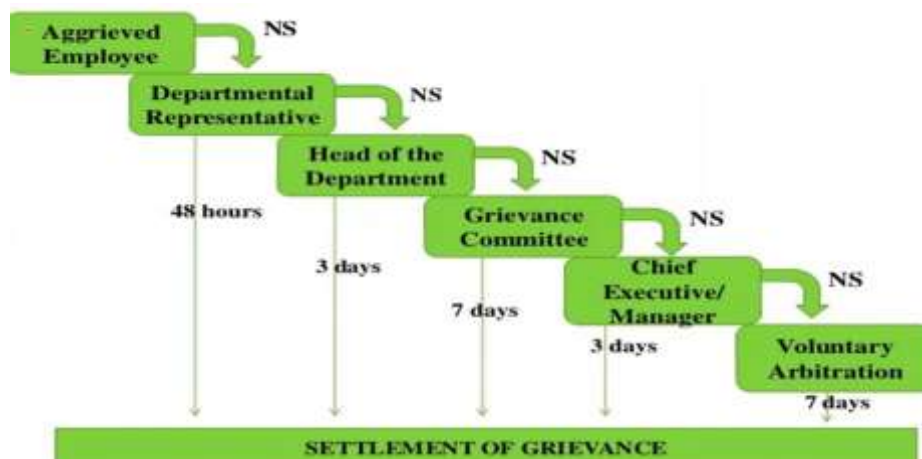 Aggrieved
Employee
NS
Departmental
Representative
NS
Head of the
Department
NS
Grievance
Committee
NS
Chief
Executive/
Manager
NS
Voluntary
Arbitration
48 hours
3 days
7 days
3 days
7 days
SETTLEMENT OF GRIEVANCE